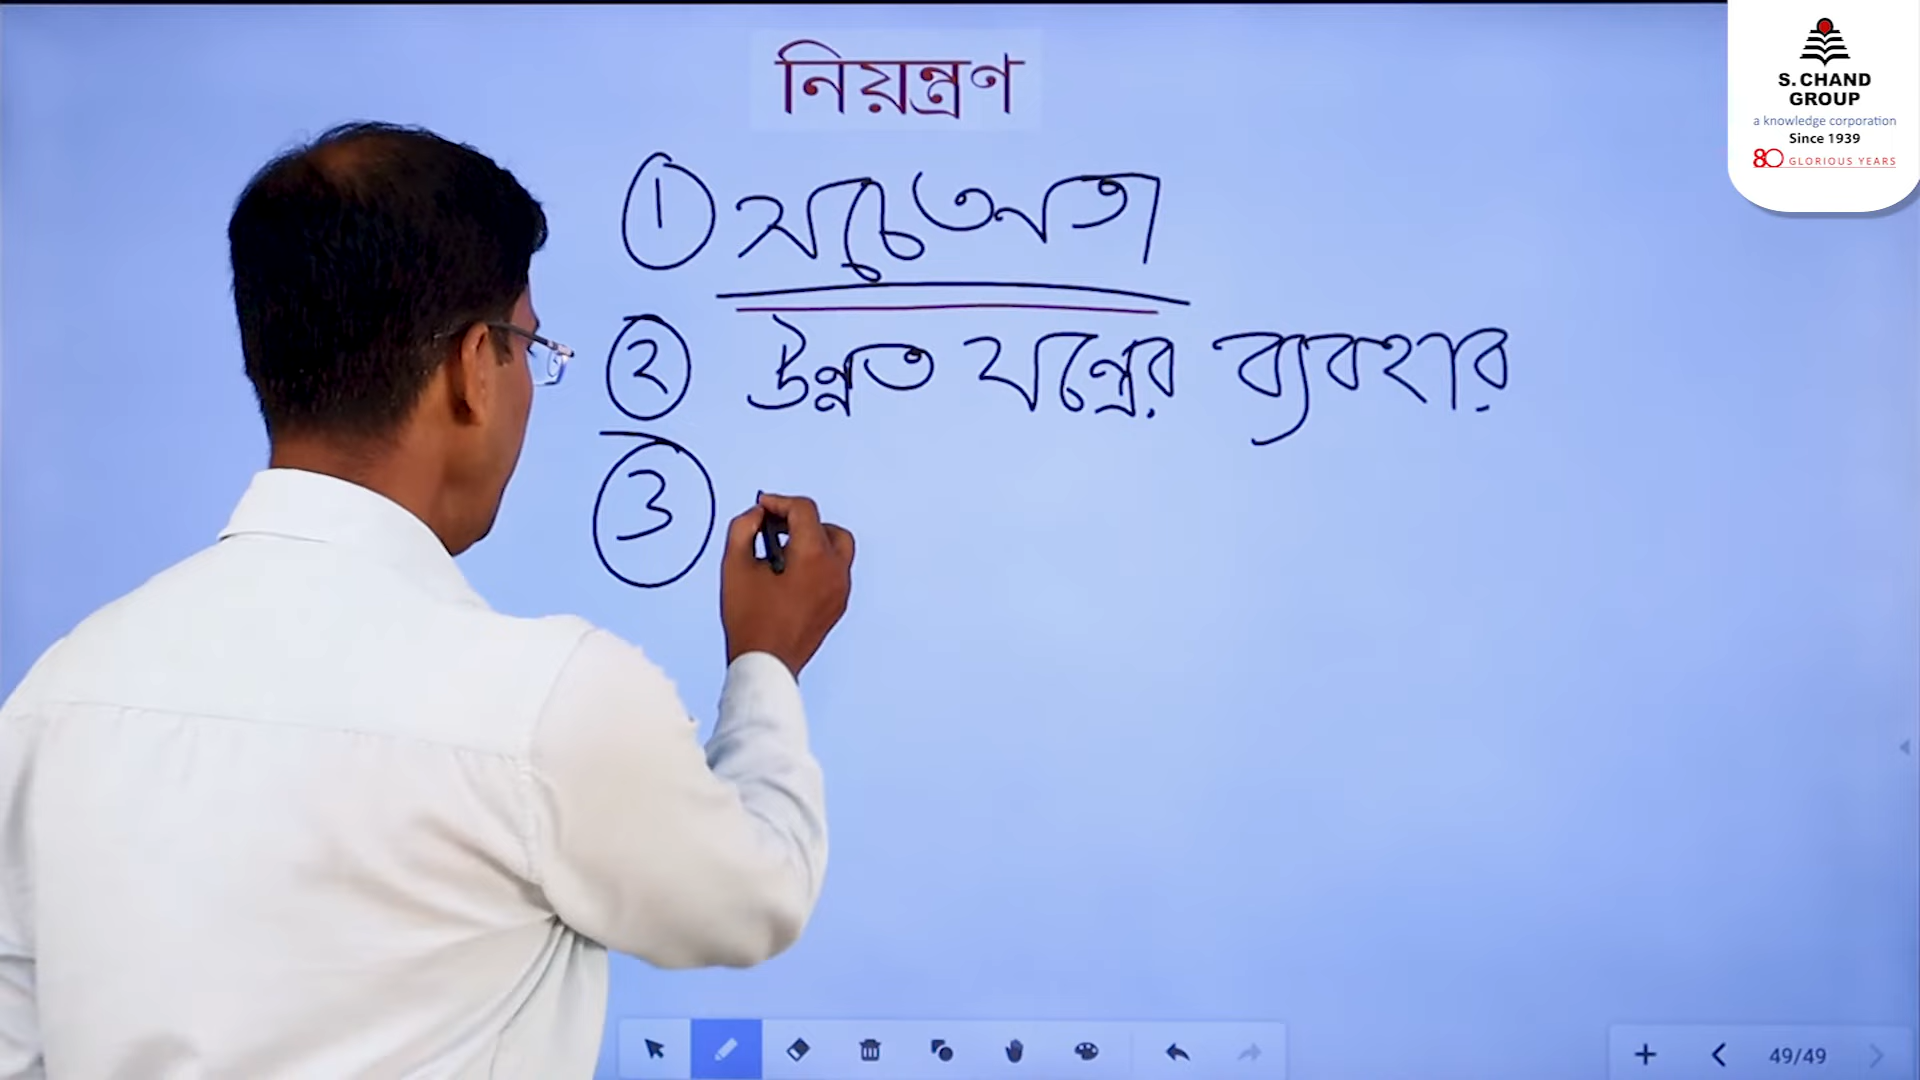 নিয়ন্ত্রণ
S. CHAND
GROUP
a knowledge corporation
Since 1939
80 GLORIOUS YEARS
① সচেতনতা
② উন্নত যন্ত্রের ব্যবহার
③
49/49